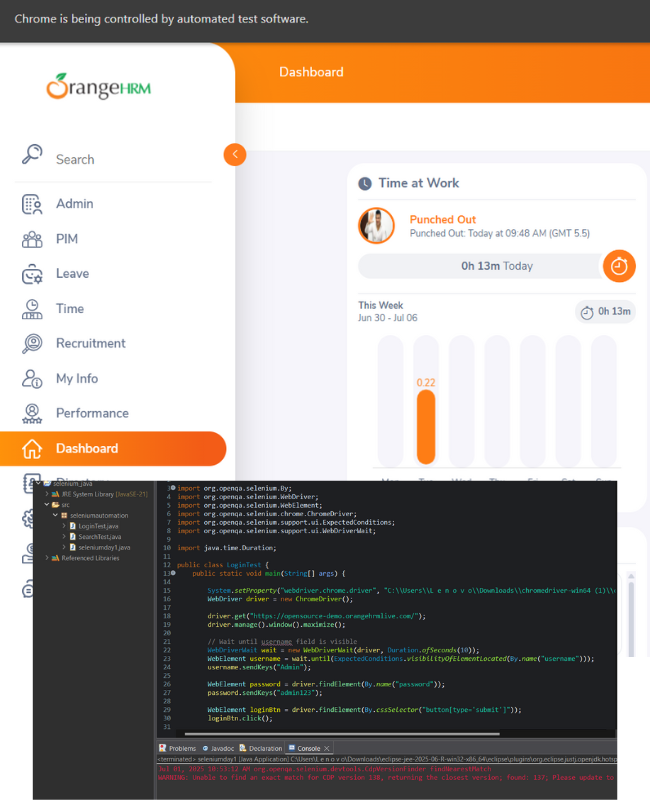 Chrome is being controlled by automated test software.
OrangeHRM
Dashboard
Search
Admin
PIM
Leave
Time
Recruitment
My Info
Performance
Dashboard
Time at Work
Punched Out
Punched Out: Today at 09:48 AM (GMT 5.5)
0h 13m Today
This Week
Jun 30 - Jul 06
0h 13m
0.22
selenium_java
JRE System Library [JavaSE-21]
src
seleniumautomation
LoginTest.java
SearchTest.java
seleniumday1.java
Referenced Libraries
3 import org.openqa.selenium.By;
4 import org.openqa.selenium.WebDriver;
5 import org.openqa.selenium.WebElement;
6 import org.openqa.selenium.chrome.ChromeDriver;
7 import org.openqa.selenium.support.ui.ExpectedConditions;
8 import org.openqa.selenium.support.ui.WebDriverWait;
9
10 import java.time.Duration;
11
12 public class LoginTest {
13 public static void main(String[] args) {
14
15 System.setProperty("webdriver.chrome.driver", "C:\\Users\\L e n o v o\\Downloads\\chromedriver-win64 (1)\\
16 WebDriver driver = new ChromeDriver();
17
18 driver.get("https://opensource-demo.orangehrmlive.com/");
19 driver.manage().window().maximize();
20
21 // Wait until username field is visible
22 WebDriverWait wait = new WebDriverWait(driver, Duration.ofSeconds(10));
23 WebElement username = wait.until(ExpectedConditions.visibilityOfElementLocated(By.name("username")));
24 username.sendKeys("Admin");
25
26 WebElement password = driver.findElement(By.name("password"));
27 password.sendKeys("admin123");
28
29 WebElement loginBtn = driver.findElement(By.cssSelector("button[type='submit']"));
30 loginBtn.click();
31
Problems Javadoc Declaration Console
<terminated> seleniumday1 [Java Application] C:\Users\L e n o v o\Downloads\eclipse-jee-2025-06-R-win32-x86_64\eclipse\plugins\org.eclipse.justj.openjdk.hotsp
Jul 01, 2025 10:53:12 AM org.openqa.selenium.devtools.CdpVersionFinder findNearestMatch
WARNING: Unable to find an exact match for CDP version 138, returning the closest version; found: 137; Please update to